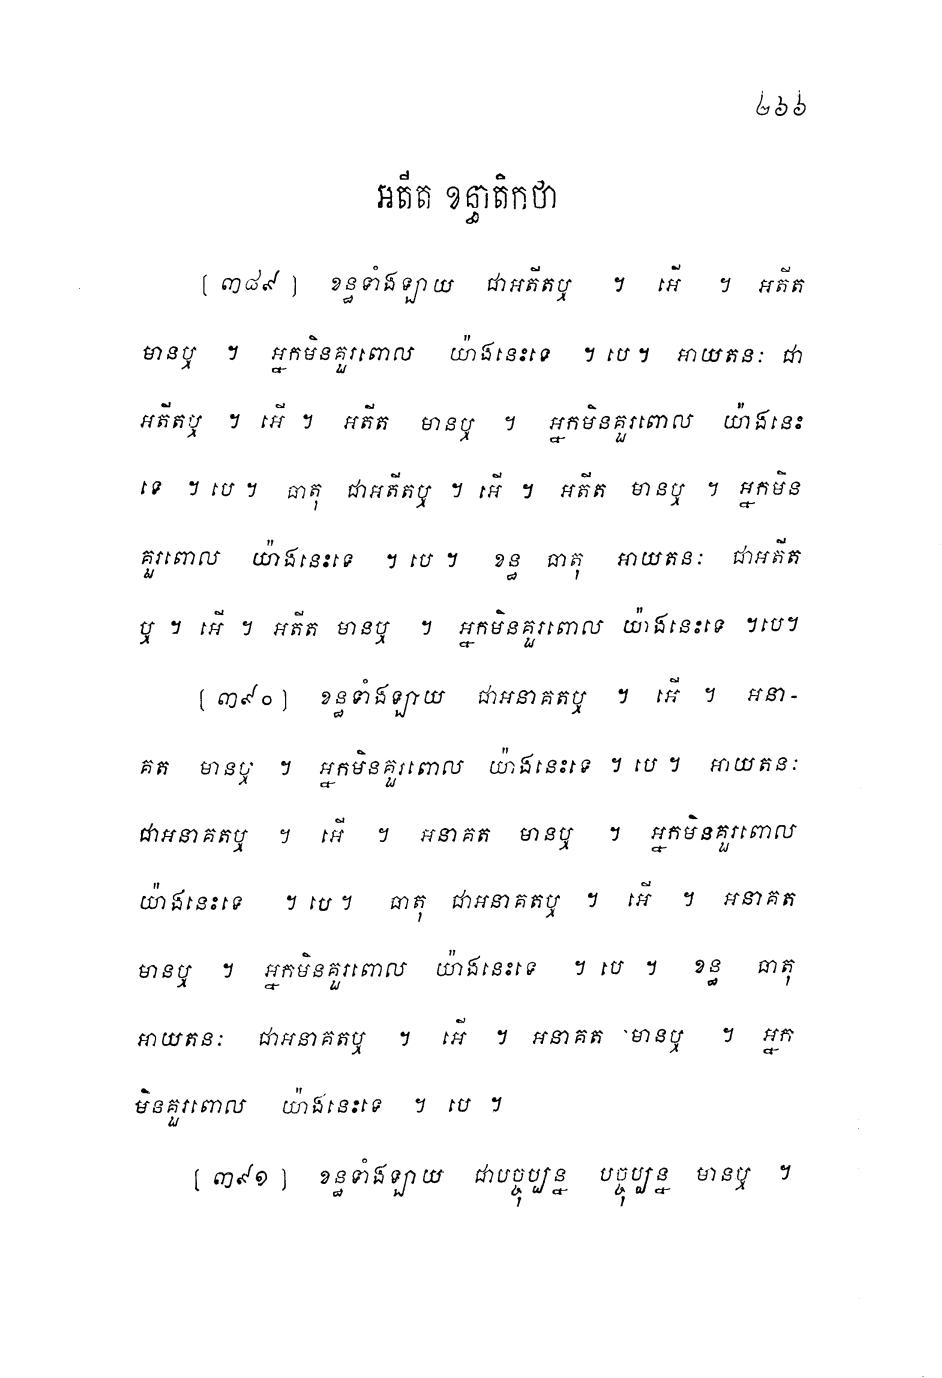 ៤៦៦
អតីត ខន្ធាតិកថា
[ ៣៨៩ ] ខន្ធទាំងឡាយ ជាអតីតឬ ។ អើ ។ អតីត
មានឬ ។ អ្នកមិនគួរពោល យ៉ាងនេះទេ ។ បេ ។ អាយតនៈ ជា
អតីតឬ ។ អើ ។ អតីត មានឬ ។ អ្នកមិនគួរពោល យ៉ាងនេះ
ទេ ។ បេ ។ ធាតុ ជាអតីតឬ ។ អើ ។ អតីត មានឬ ។ អ្នកមិន
គួរពោល យ៉ាងនេះទេ ។ បេ ។ ខន្ធ ធាតុ អាយតនៈ ជាអតីត
ឬ ។ អើ ។ អតីត មានឬ ។ អ្នកមិនគួរពោល យ៉ាងនេះទេ ។បេ។
[ ៣៩០ ] ខន្ធទាំងឡាយ ជាអនាគតឬ ។ អើ ។ អនា-
គត មានឬ ។ អ្នកមិនគួរពោល យ៉ាងនេះទេ ។ បេ ។ អាយតនៈ
ជាអនាគតឬ ។ អើ ។ អនាគត មានឬ ។ អ្នកមិនគួរពោល
យ៉ាងនេះទេ ។ បេ ។ ធាតុ ជាអនាគតឬ ។ អើ ។ អនាគត
មានឬ ។ អ្នកមិនគួរពោល យ៉ាងនេះទេ ។ បេ ។ ខន្ធ ធាតុ
អាយតនៈ ជាអនាគតឬ ។ អើ ។ អនាគត មានឬ ។ អ្នក
មិនគួរពោល យ៉ាងនេះទេ ។ បេ ។
[ ៣៩១ ] ខន្ធទាំងឡាយ ជាបច្ចុប្បន្ន បច្ចុប្បន្ន មានឬ ។